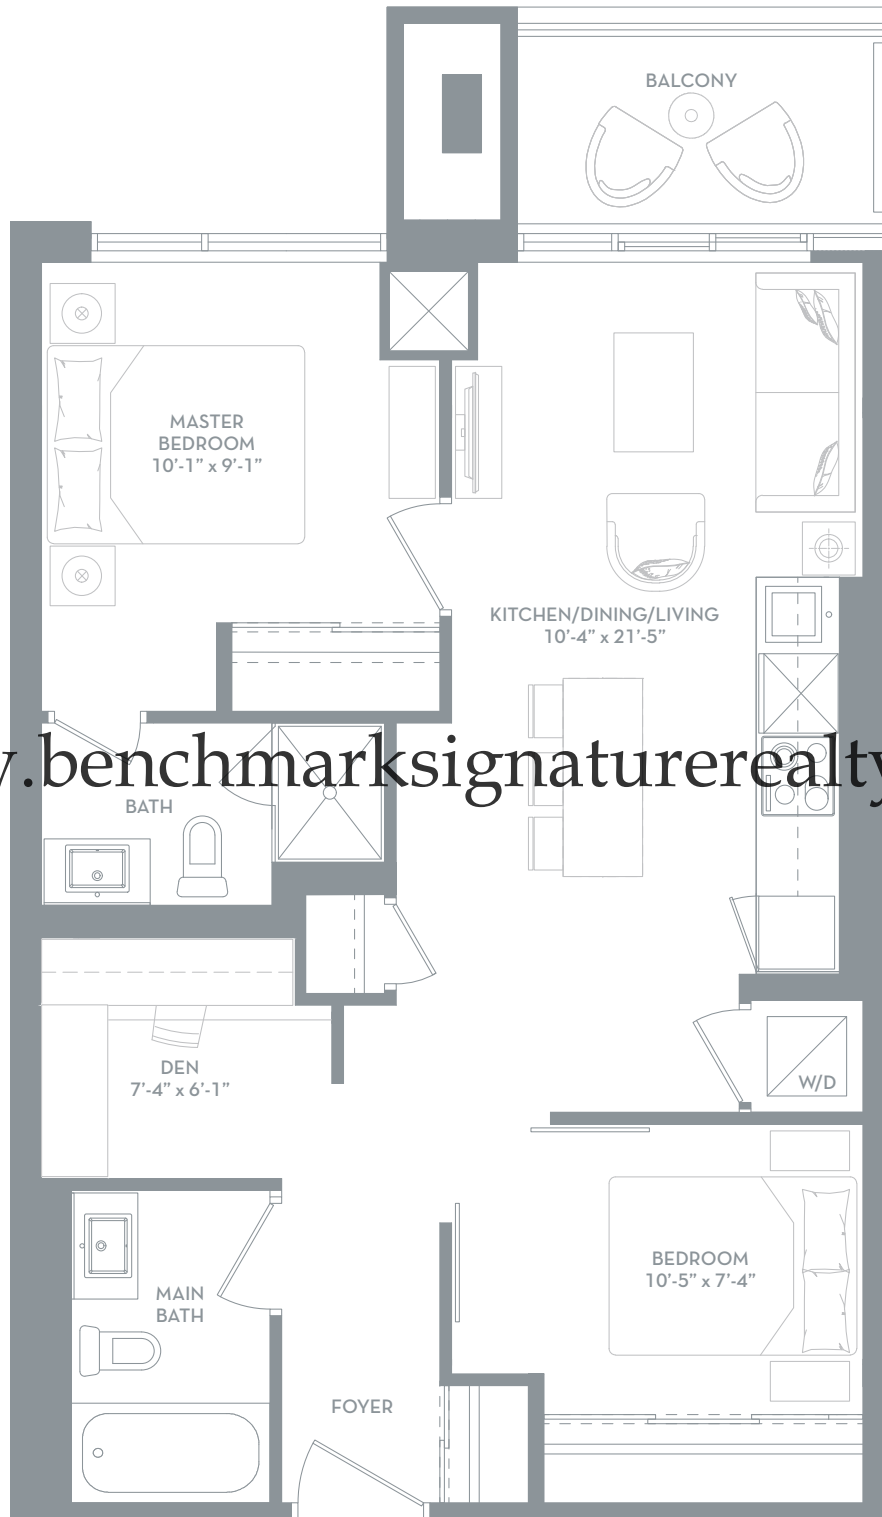 BALCONY
MASTER
BEDROOM
10’-1” x 9’-1”
KITCHEN/DINING/LIVING
10’-4” x 21’-5”
.benchmarksignaturerealty
BATH
DEN
7’-4” x 6’-1”
W/D
BEDROOM
10’-5” x 7’-4”
MAIN
BATH
FOYER